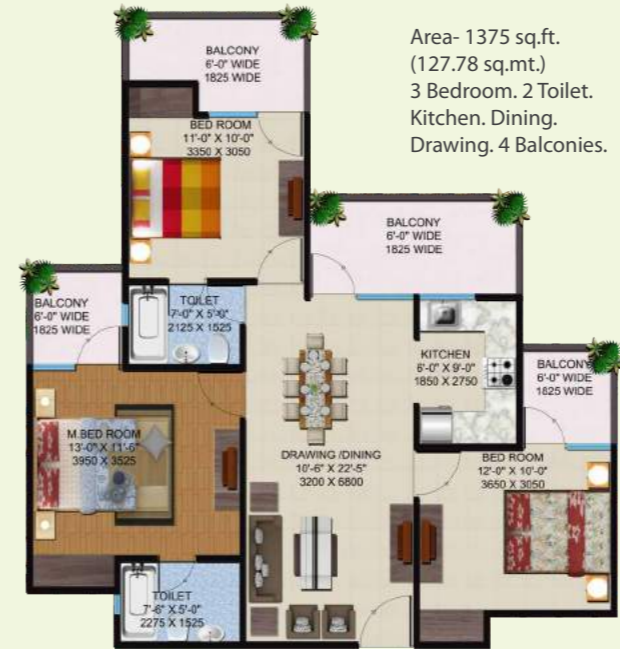 Area- 1375 sq.ft.
(127.78 sq.mt.)
3 Bedroom. 2 Toilet.
Kitchen. Dining.
Drawing. 4 Balconies.
BALCONY
6'-0" WIDE
1825 WIDE
BED ROOM
11'-0" X 10'-0"
3350 X 3050
BALCONY
6'-0" WIDE
1825 WIDE
BALCONY
6'-0" WIDE
1825 WIDE
TOILET
7'-0" X 5'-0"
2125 X 1525
KITCHEN
6'-0" X 9'-0"
1850 X 2750
BALCONY
6'-0" WIDE
1825 WIDE
M.BED ROOM
13'-0" X 11'-6"
3950 X 3525
DRAWING /DINING
10'-6" X 22'-5"
3200 X 6800
BED ROOM
12'-0" X 10'-0"
3650 X 3050
TOILET
7'-6" X 5'-0"
2275 X 1525